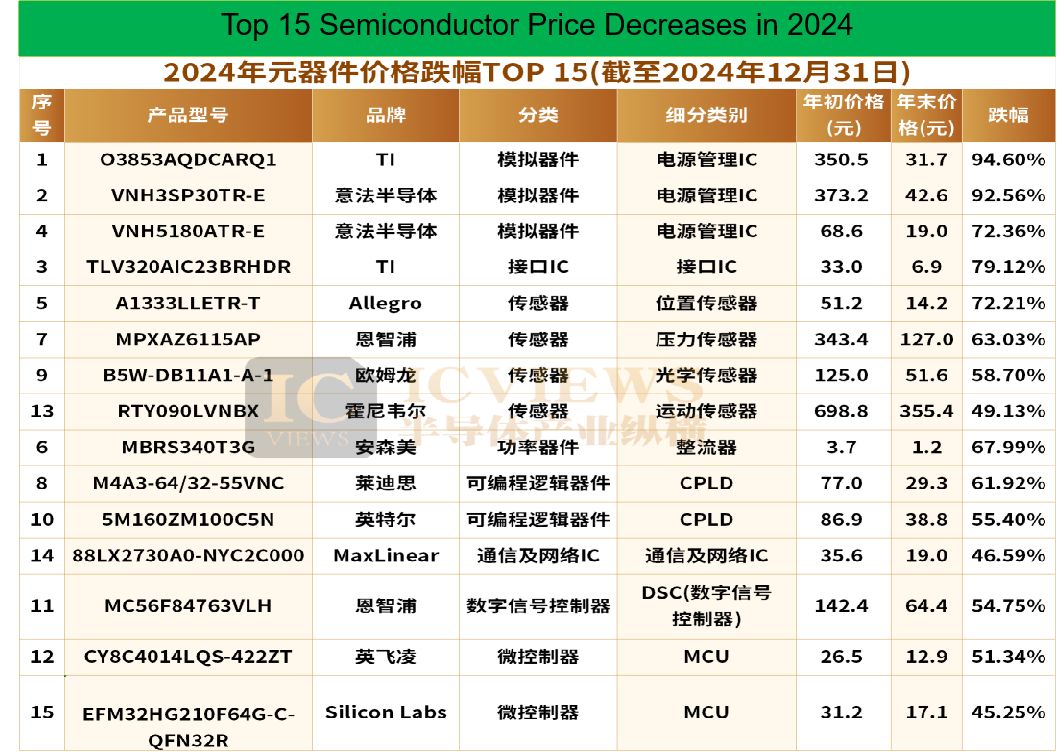 Top 15 Semiconductor Price Decreases in 2024
2024年元器件价格跌幅TOP 15(截至2024年12月31日)
序号 产品型号 品牌 分类 细分类别 年初价格(元) 年末价格(元) 跌幅
1 O3853AQDCARQ1 TI 模拟器件 电源管理IC 350.5 31.7 94.60%
2 VNH3SP30TR-E 意法半导体 模拟器件 电源管理IC 373.2 42.6 92.56%
4 VNH5180ATR-E 意法半导体 模拟器件 电源管理IC 68.6 19.0 72.36%
3 TLV320AIC23BRHDR TI 接口IC 接口IC 33.0 6.9 79.12%
5 A1333LLETR-T Allegro 传感器 位置传感器 51.2 14.2 72.21%
7 MPXAZ6115AP 恩智浦 传感器 压力传感器 343.4 127.0 63.03%
9 B5W-DB11A1-A-1 欧姆龙 传感器 光学传感器 125.0 51.6 58.70%
13 RTY090LVNBX 霍尼韦尔 传感器 运动传感器 698.8 355.4 49.13%
6 MBRS340T3G 安森美 功率器件 整流器 3.7 1.2 67.99%
8 M4A3-64/32-55VNC 莱迪思 可编程逻辑器件 CPLD 77.0 29.3 61.92%
10 5M160ZM100C5N 英特尔 可编程逻辑器件 CPLD 86.9 38.8 55.40%
14 88LX2730A0-NYC2C000 MaxLinear 通信及网络IC 通信及网络IC 35.6 19.0 46.59%
11 MC56F84763VLH 恩智浦 数字信号控制器 DSC(数字信号控制器) 142.4 64.4 54.75%
12 CY8C4014LQS-422ZT 英飞凌 微控制器 MCU 26.5 12.9 51.34%
15 EFM32HG210F64G-C-QFN32R Silicon Labs 微控制器 MCU 31.2 17.1 45.25%
IC VIEWS
ICVIEWS
半导体产业纵横